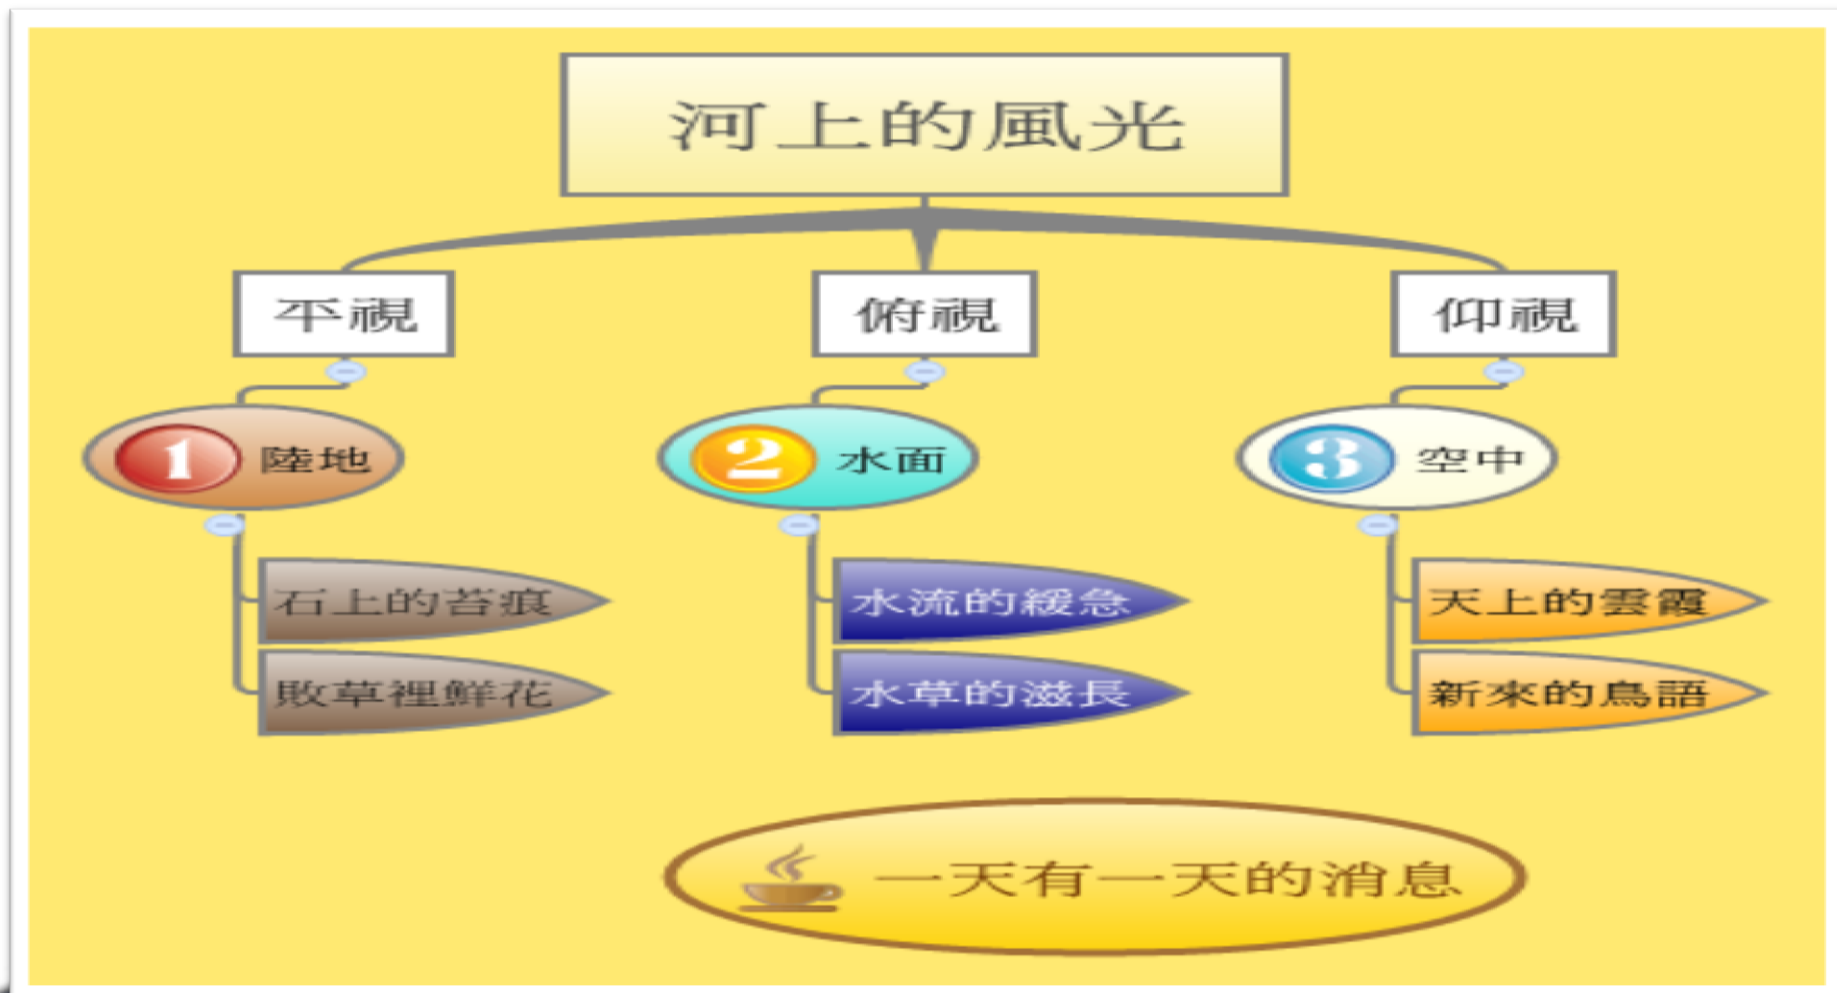 河上的風光
平視
俯視
仰視
1 陸地
2 水面
3 空中
石上的苔痕
水流的緩急
天上的雲霞
敗草裡鮮花
水草的滋長
新來的鳥語
一天有一天的消息